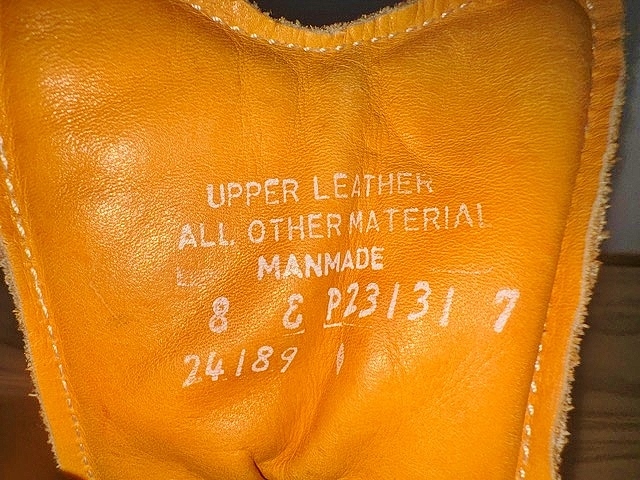 UPPER LEATHER
ALL OTHER MATERIAL
MANMADE
8 E P23131 7
24189